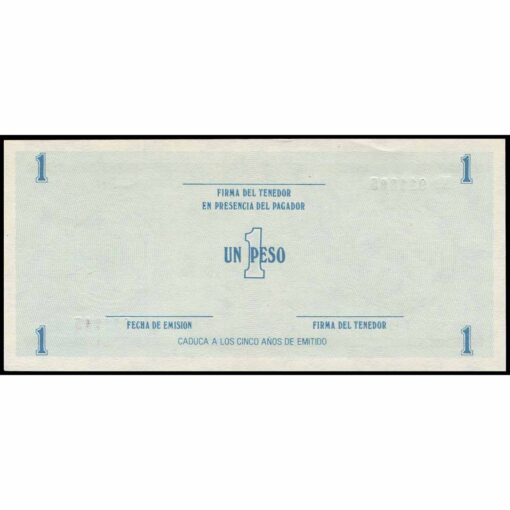 1 1
FIRMA DEL TENEDOR
EN PRESENCIA DEL PAGADOR
UN PESO
1
FECHA DE EMISION FIRMA DEL TENEDOR
1 1
CADUCA A LOS CINCO AÑOS DE EMITIDO